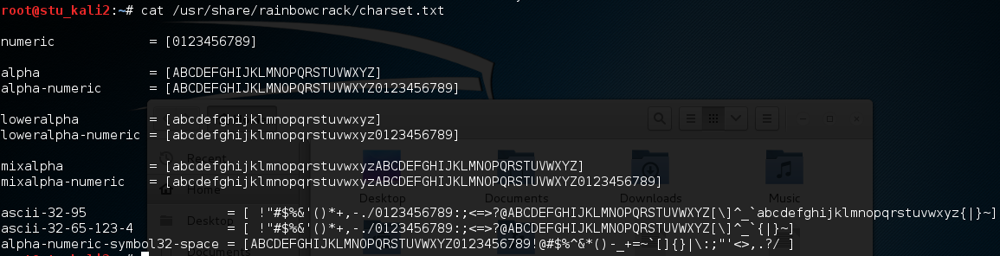 root@stu_kali2:~# cat /usr/share/rainbowcrack/charset.txt
numeric = [0123456789]
alpha = [ABCDEFGHIJKLMNOPQRSTUVWXYZ]
alpha-numeric = [ABCDEFGHIJKLMNOPQRSTUVWXYZ0123456789]
loweralpha = [abcdefghijklmnopqrstuvwxyz]
loweralpha-numeric = [abcdefghijklmnopqrstuvwxyz0123456789]
Recent
mixalpha = [abcdefghijklmnopqrstuvwxyzABCDEFGHIJKLMNOPQRSTUVWXYZ]
mixalpha-numeric = [abcdefghijklmnopqrstuvwxyzABCDEFGHIJKLMNOPQRSTUVWXYZ0123456789]
Home
Desktop Documents Downloads Music
ascii-32-95 = [ !"#$%&'()*+,-./0123456789:;<=>?@ABCDEFGHIJKLMNOPQRSTUVWXYZ[\]^_`abcdefghijklmnopqrstuvwxyz{|}~]
Desktop
ascii-32-65-123-4 = [ !"#$%&'()*+,-./0123456789:;<=>?@ABCDEFGHIJKLMNOPQRSTUVWXYZ[\]^_`{|}~]
alpha-numeric-symbol32-space = [ABCDEFGHIJKLMNOPQRSTUVWXYZ0123456789!@#$%^&*()-_+=~`[]{}|\:;"'<>,.?/ ]
Documents